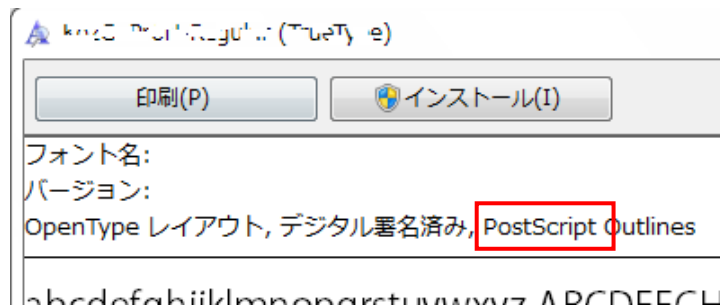 印刷(P)
インストール(I)
フォント名:
バージョン:
OpenType レイアウト, デジタル署名済み, PostScript Outlines